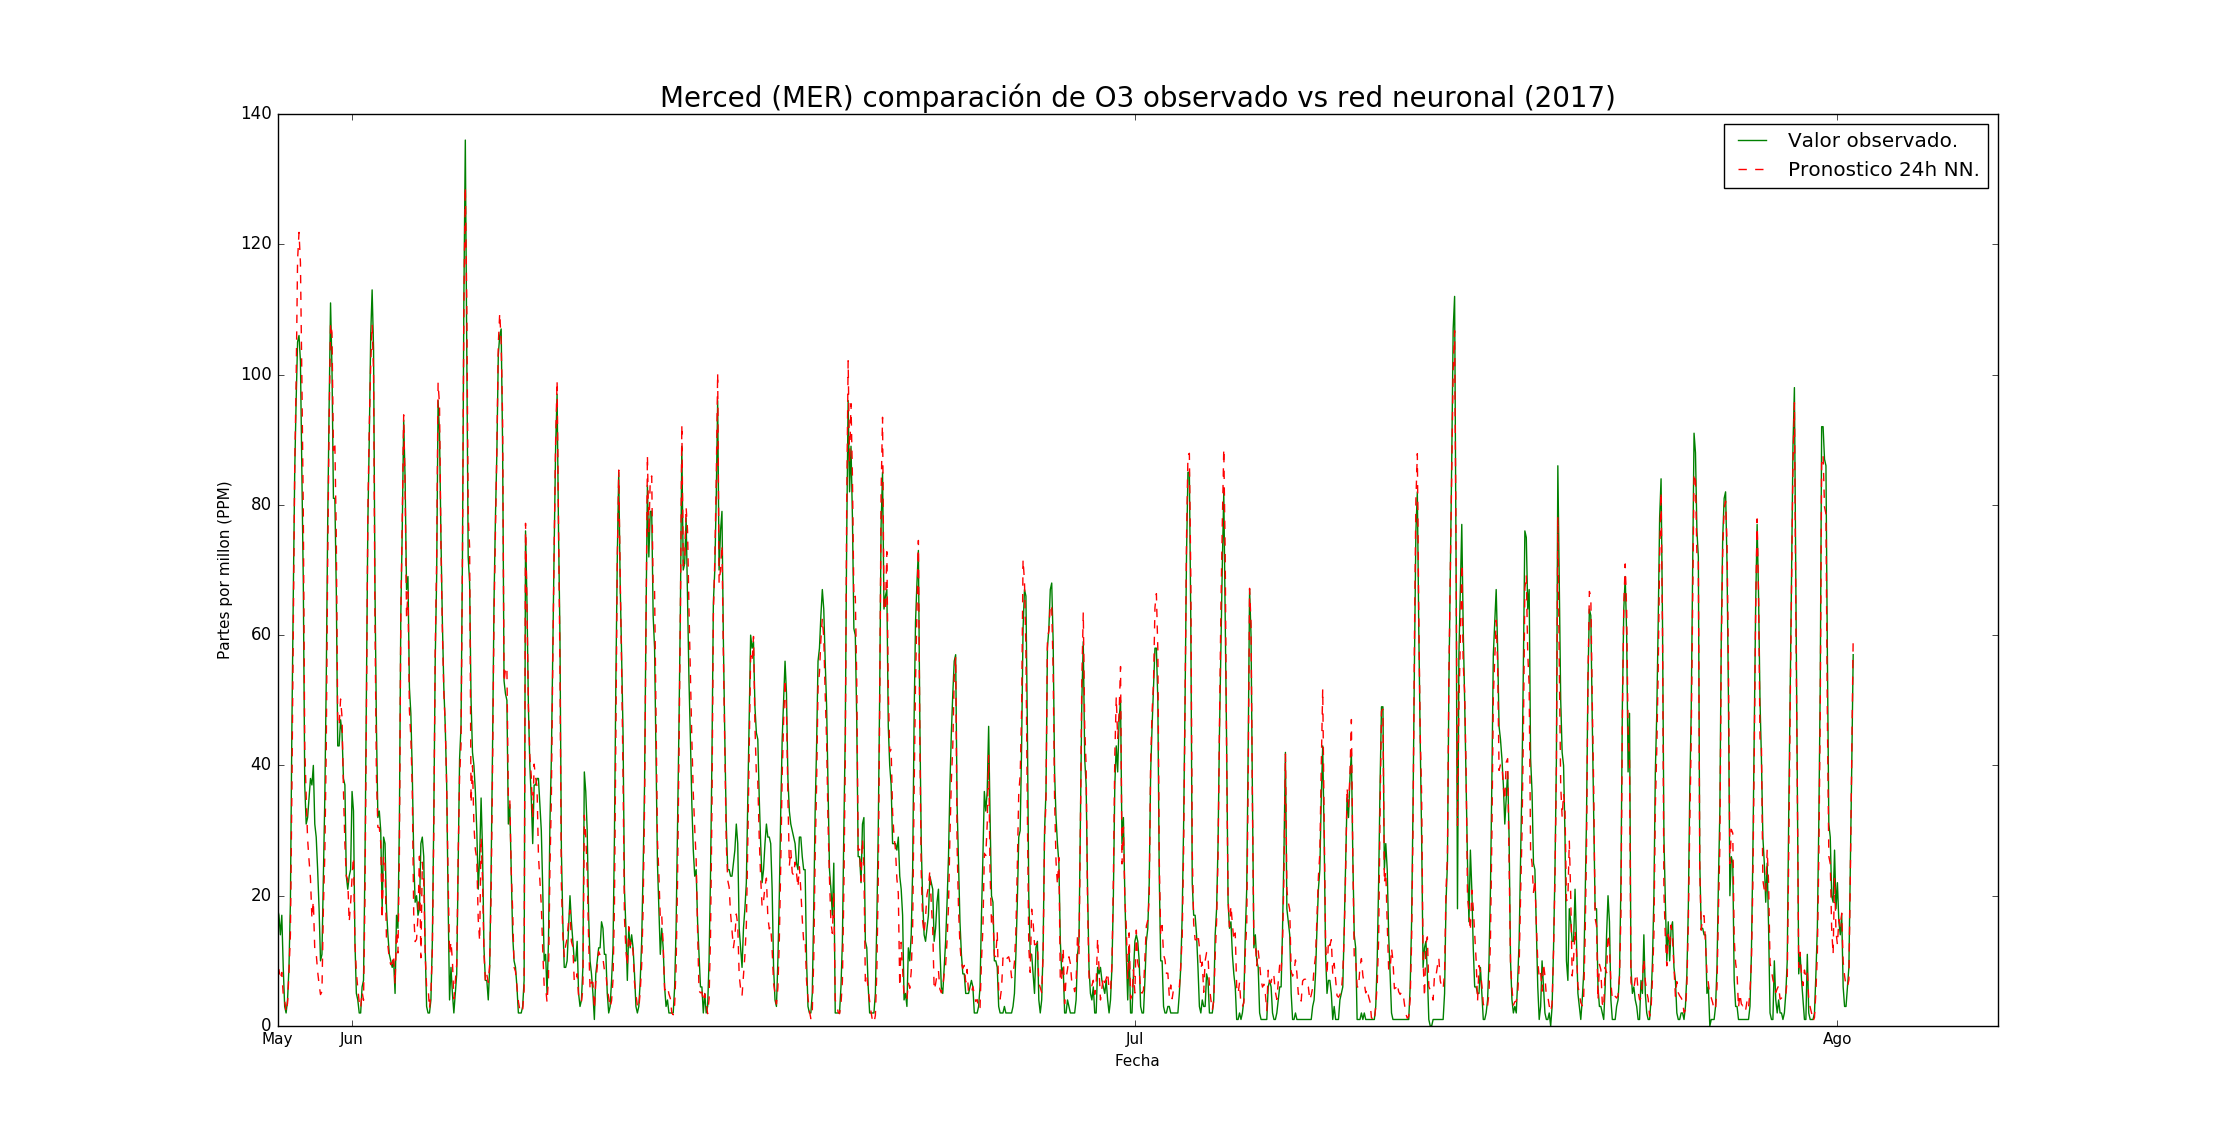 Merced (MER) comparación de O3 observado vs red neuronal (2017)
140
120
100
80
60
40
20
0
Partes por millon (PPM)
Valor observado.
Pronostico 24h NN.
May
Jun
Jul
Ago
Fecha